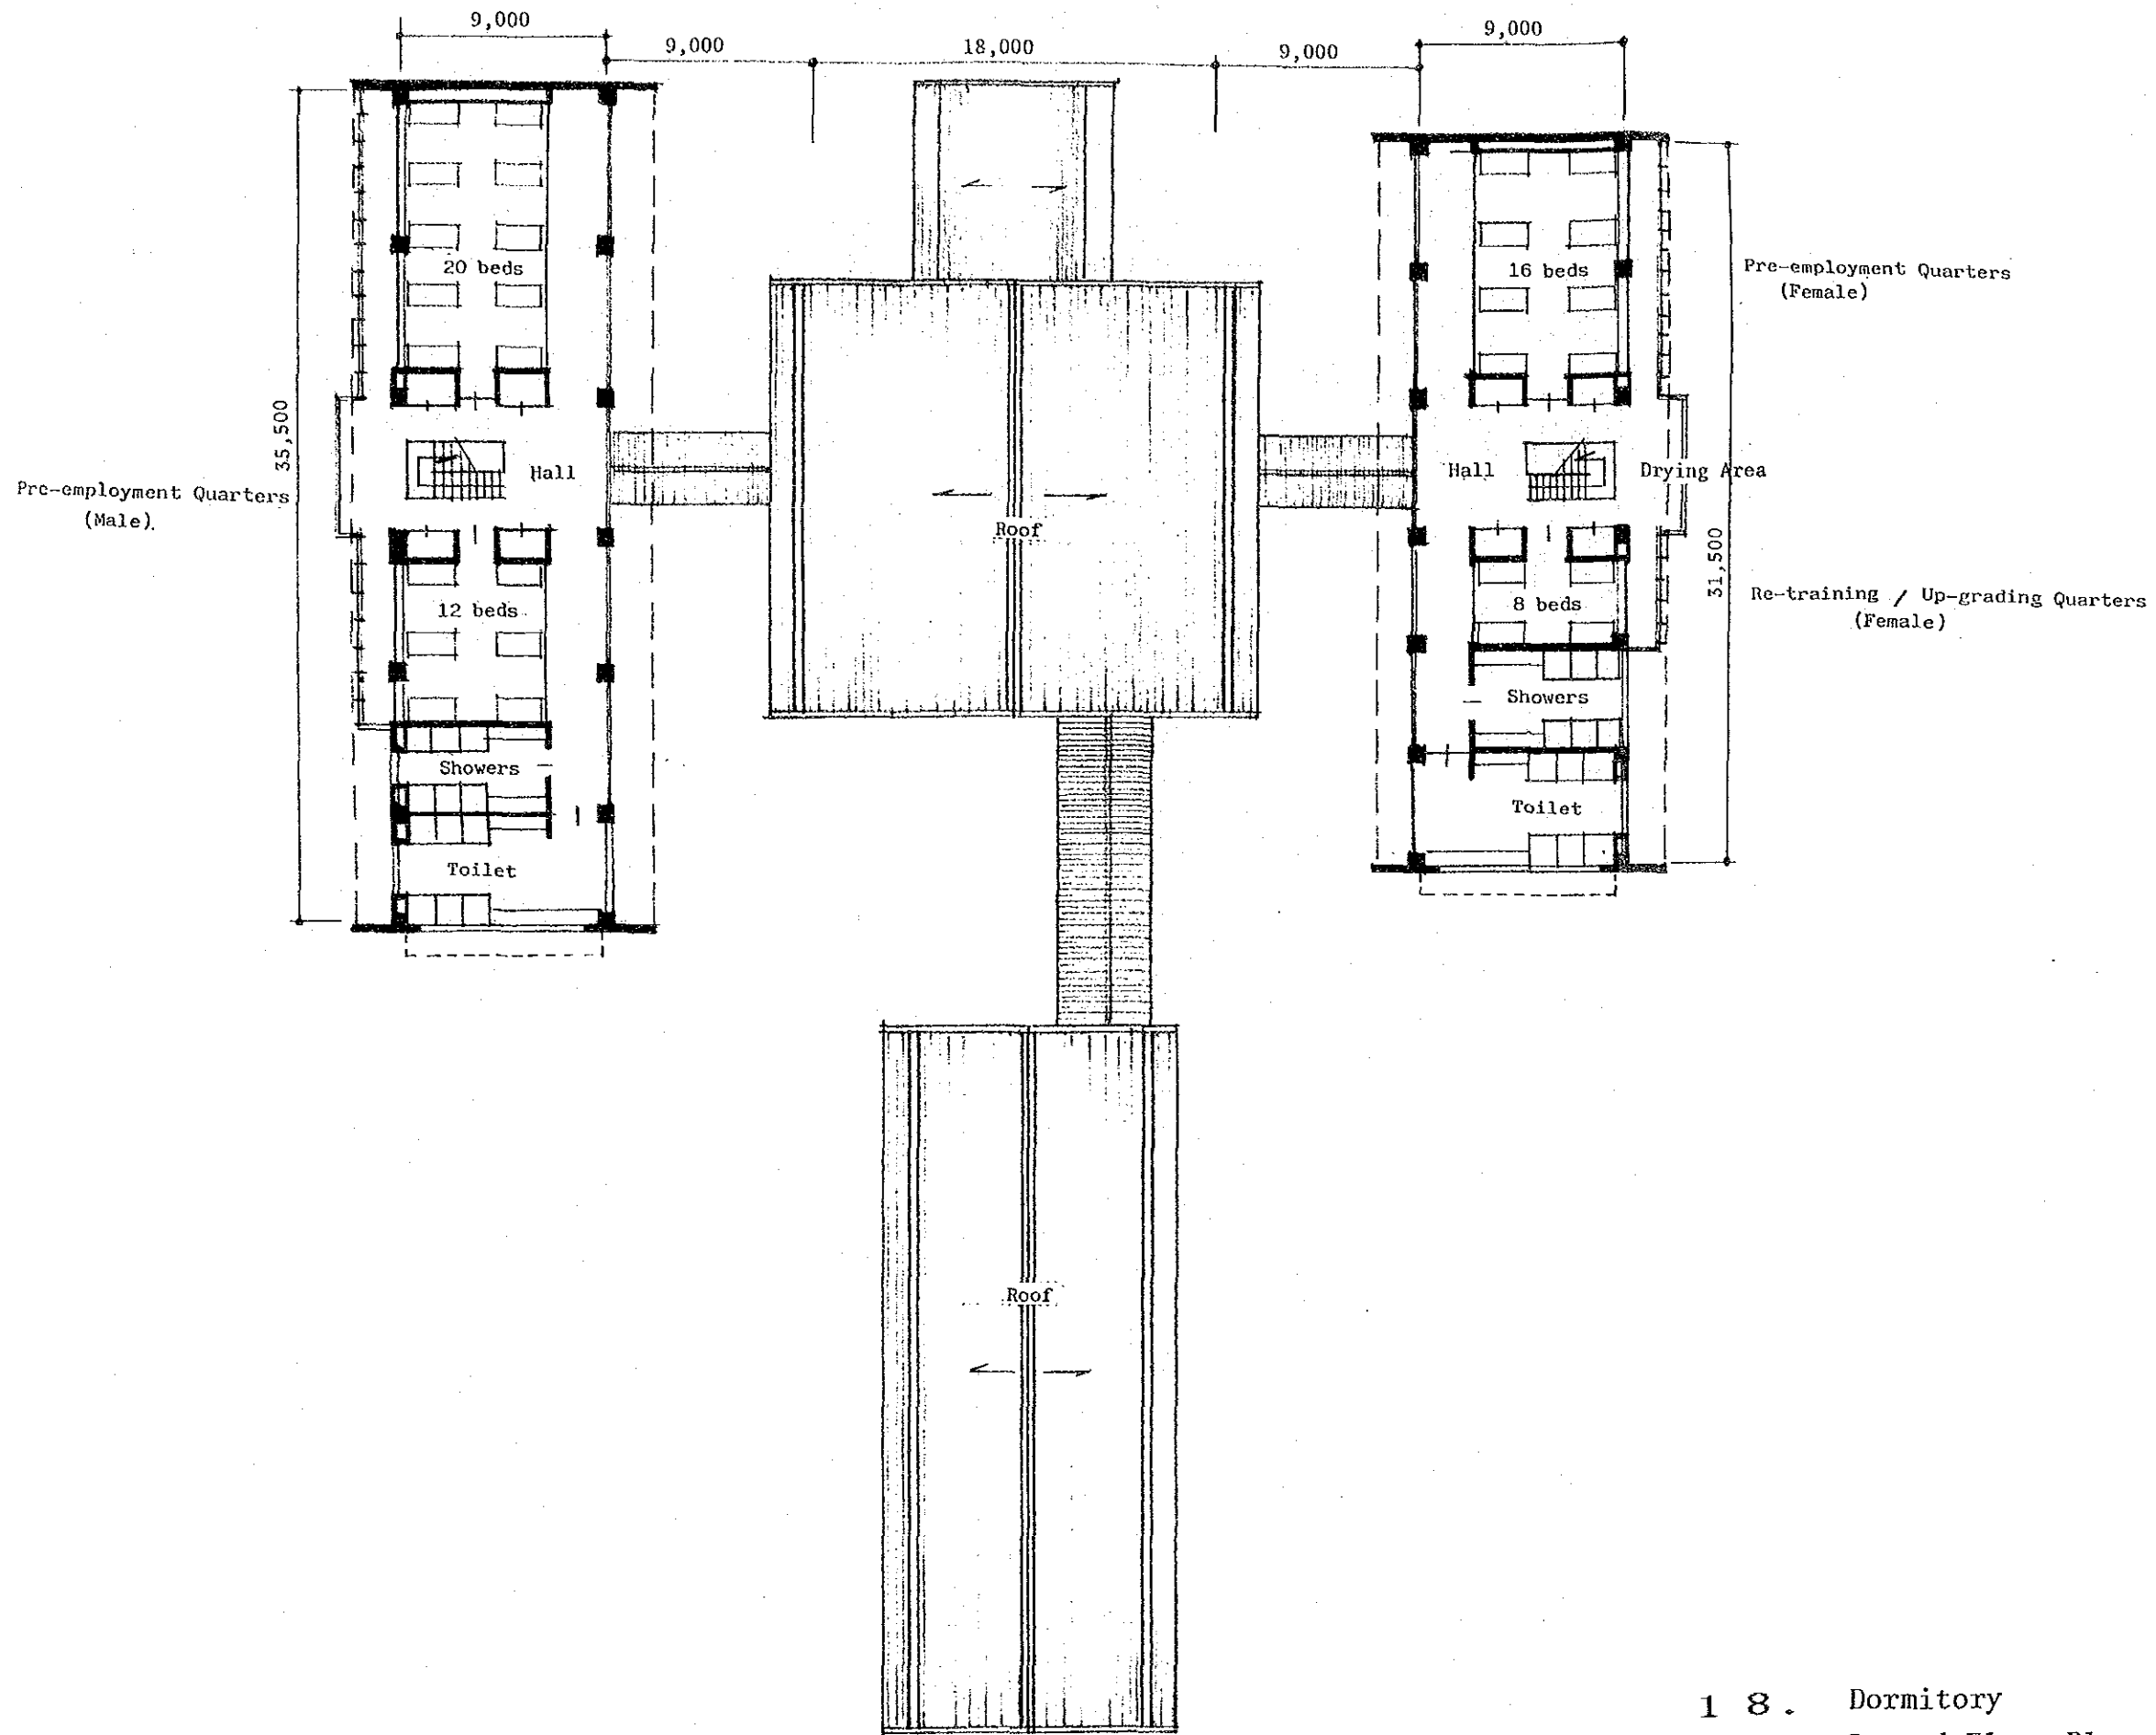 9,000
9,000
18,000
9,000
9,000
20 beds
16 beds
Pre-employment Quarters
(Female)
35,500
Hall
Hall
Drying Area
Pre-employment Quarters
(Male)
Roof
31,500
12 beds
8 beds
Re-training / Up-grading Quarters
(Female)
Showers
Showers
Toilet
Toilet
Roof
18. Dormitory